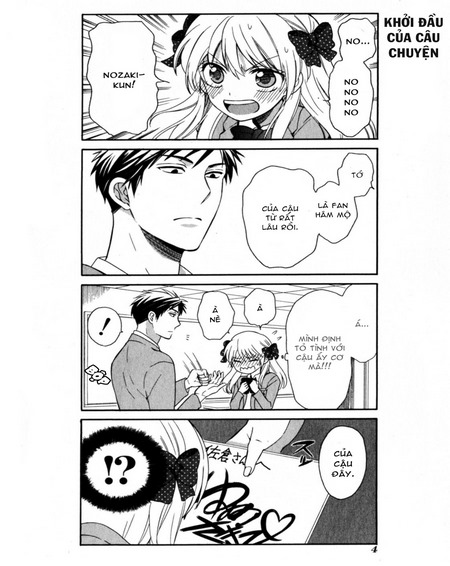 KHỞI ĐẦU
CỦA CÂU
CHUYỆN
NO...
NO
NO
NO
NO
NOZAKI-
KUN!
TỚ
LÀ FAN
HÂM MỘ
CỦA CẬU
TỪ RẤT
LÂU RỒI.
Á...
MÌNH ĐỊNH
TỎ TÌNH VỚI
CẬU ẤY CƠ
MÀ!!!
À
À
NÈ
!
CỦA
CẬU
ĐÂY.
佐倉さんへ
!?
4